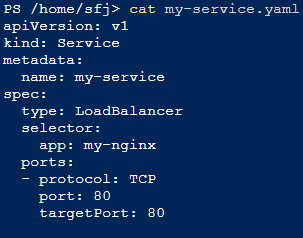 PS /home/sfj> cat my-service.yaml
apiVersion: v1
kind: Service
metadata:
  name: my-service
spec:
  type: LoadBalancer
  selector:
    app: my-nginx
  ports:
  - protocol: TCP
    port: 80
    targetPort: 80